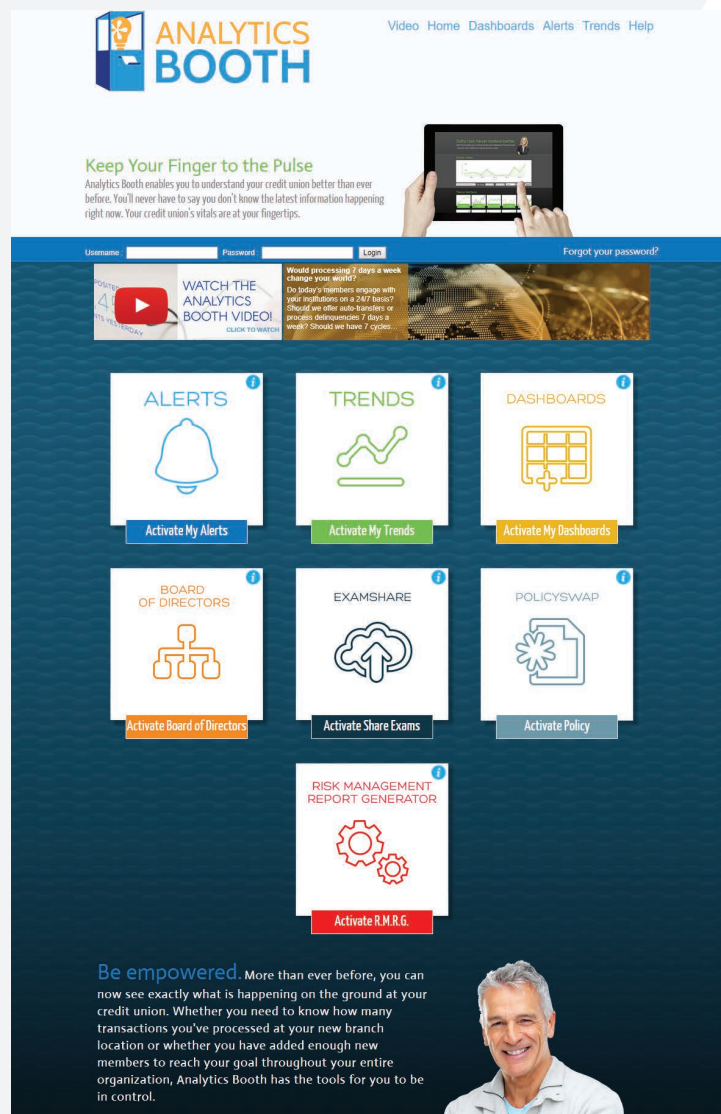 ANALYTICS
BOOTH
Video Home Dashboards Alerts Trends Help
Keep Your Finger to the Pulse
Analytics Booth enables you to understand your credit union better than ever
before. You'll never have to say you don't know the latest information happening
right now. Your credit union's vitals are at your fingertips.
Username : Password : Login Forgot your password?
WATCH THE
ANALYTICS
BOOTH VIDEO!
CLICK TO WATCH
Would processing 7 days a week
change your world?
Do today's members engage with
your institutions on a 24/7 basis?
Should we offer auto-transfers or
process delinquencies 7 days a
week? Should we have 7 cycles...
ALERTS
Activate My Alerts
TRENDS
Activate My Trends
DASHBOARDS
Activate My Dashboards
BOARD
OF DIRECTORS
Activate Board of Directors
EXAMSHARE
Activate Share Exams
POLICYSWAP
Activate Policy
RISK MANAGEMENT
REPORT GENERATOR
Activate R.M.R.G.
Be empowered. More than ever before, you can
now see exactly what is happening on the ground at your
credit union. Whether you need to know how many
transactions you've processed at your new branch
location or whether you have added enough new
members to reach your goal throughout your entire
organization, Analytics Booth has the tools for you to be
in control.